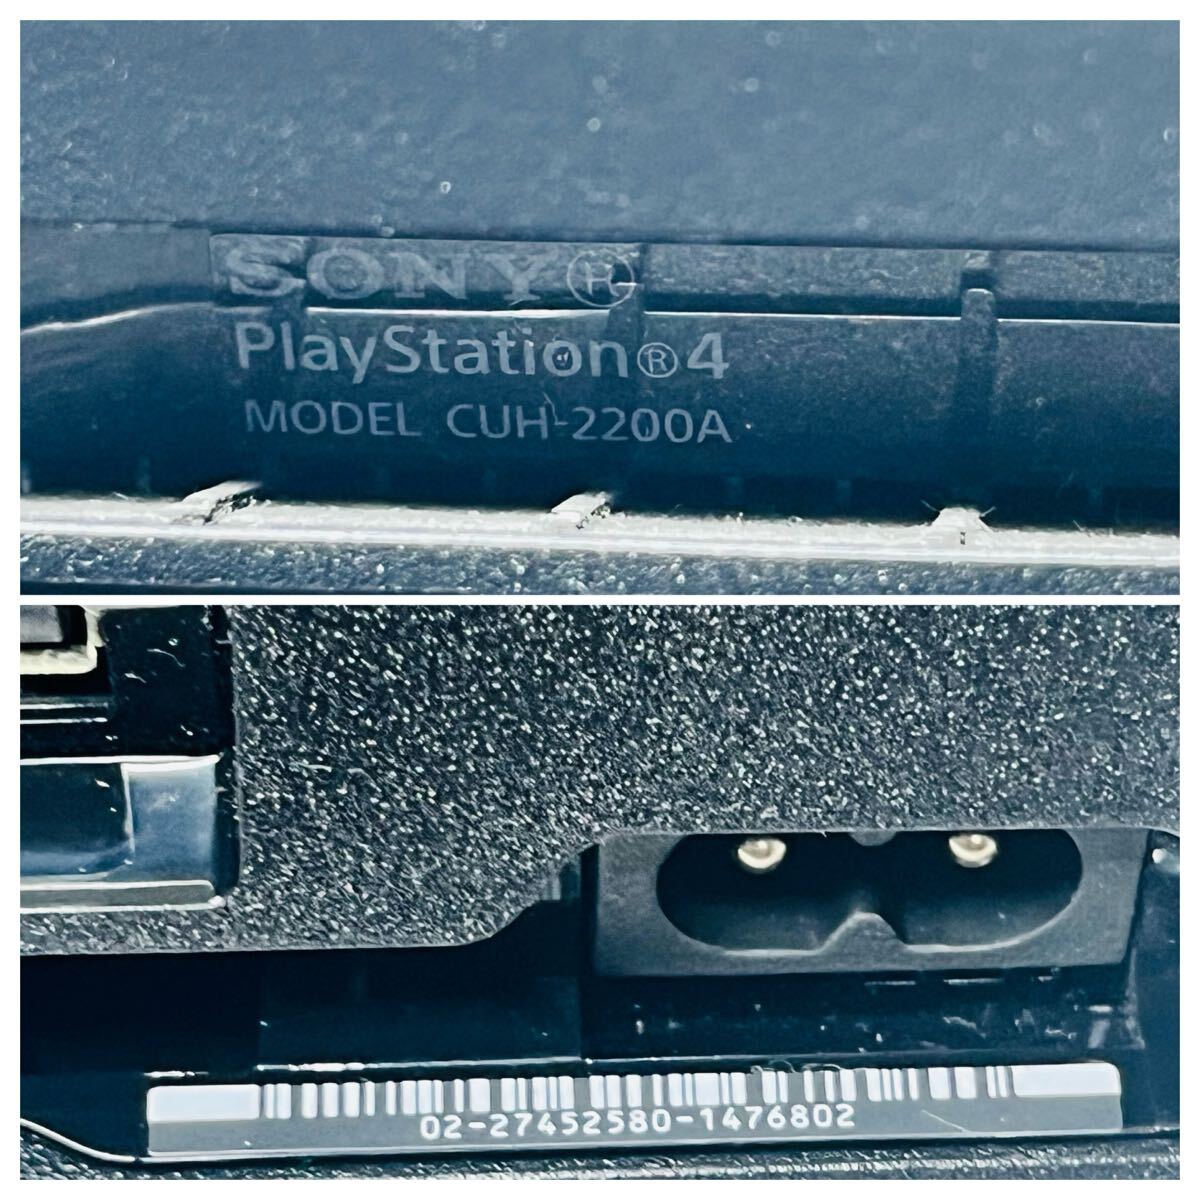 SONY®
PlayStation®4
MODEL CUH-2200A
02-27452580-1476802